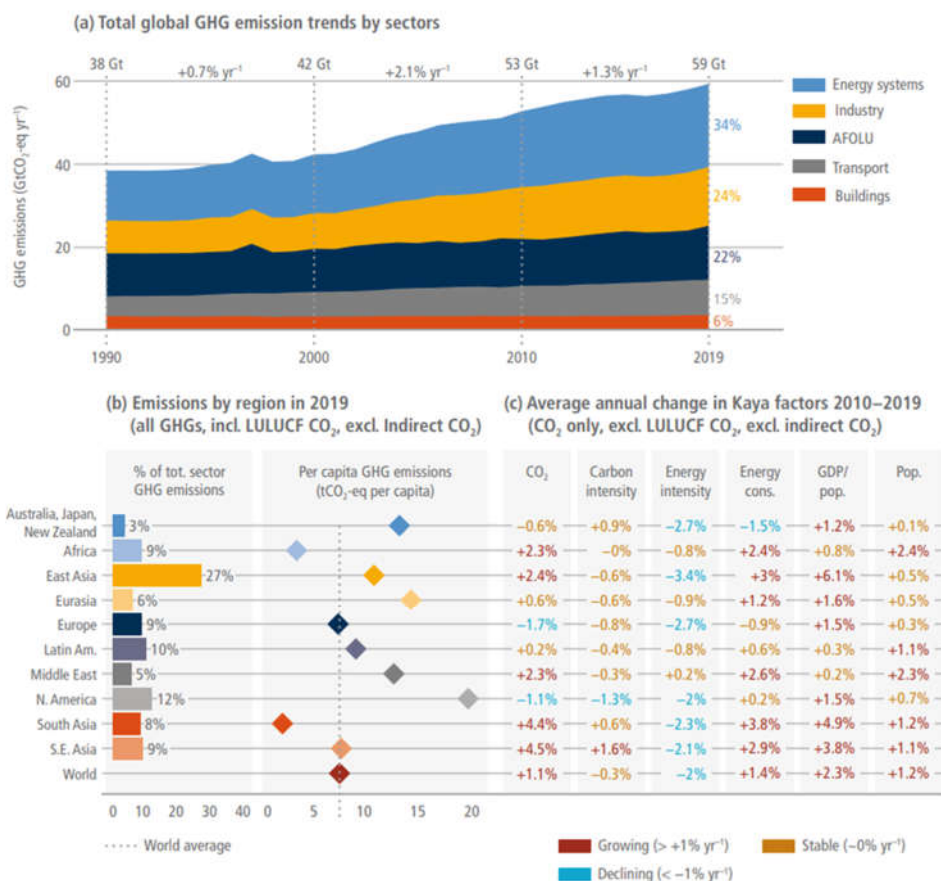 (a) Total global GHG emission trends by sectors
38 Gt +0.7% yr⁻¹ 42 Gt +2.1% yr⁻¹ 53 Gt +1.3% yr⁻¹ 59 Gt
GHG emissions (GtCO₂-eq yr⁻¹)
60
40
20
0
1990 2000 2010 2019
34%
24%
22%
15%
6%
Energy systems
Industry
AFOLU
Transport
Buildings
(b) Emissions by region in 2019
(all GHGs, incl. LULUCF CO₂, excl. Indirect CO₂)
% of tot. sector
GHG emissions
Per capita GHG emissions
(tCO₂-eq per capita)
Australia, Japan,
New Zealand 3%
Africa 9%
East Asia 27%
Eurasia 6%
Europe 9%
Latin Am. 10%
Middle East 5%
N. America 12%
South Asia 8%
S.E. Asia 9%
World
0 10 20 30 40 0 5 10 15 20
World average
(c) Average annual change in Kaya factors 2010–2019
(CO₂ only, excl. LULUCF CO₂, excl. indirect CO₂)
CO₂ Carbon intensity Energy intensity Energy cons. GDP/ pop. Pop.
−0.6% +0.9% −2.7% −1.5% +1.2% +0.1%
+2.3% −0% −0.8% +2.4% +0.8% +2.4%
+2.4% −0.6% −3.4% +3% +6.1% +0.5%
+0.6% −0.6% −0.9% +1.2% +1.6% +0.5%
−1.7% −0.8% −2.7% −0.9% +1.5% +0.3%
+0.2% −0.4% −0.8% +0.6% +0.3% +1.1%
+2.3% −0.3% +0.2% +2.6% +0.2% +2.3%
−1.1% −1.3% −2% +0.2% +1.5% +0.7%
+4.4% +0.6% −2.3% +3.8% +4.9% +1.2%
+4.5% +1.6% −2.1% +2.9% +3.8% +1.1%
+1.1% −0.3% −2% +1.4% +2.3% +1.2%
Growing (> +1% yr⁻¹) Stable (~0% yr⁻¹)
Declining (< −1% yr⁻¹)